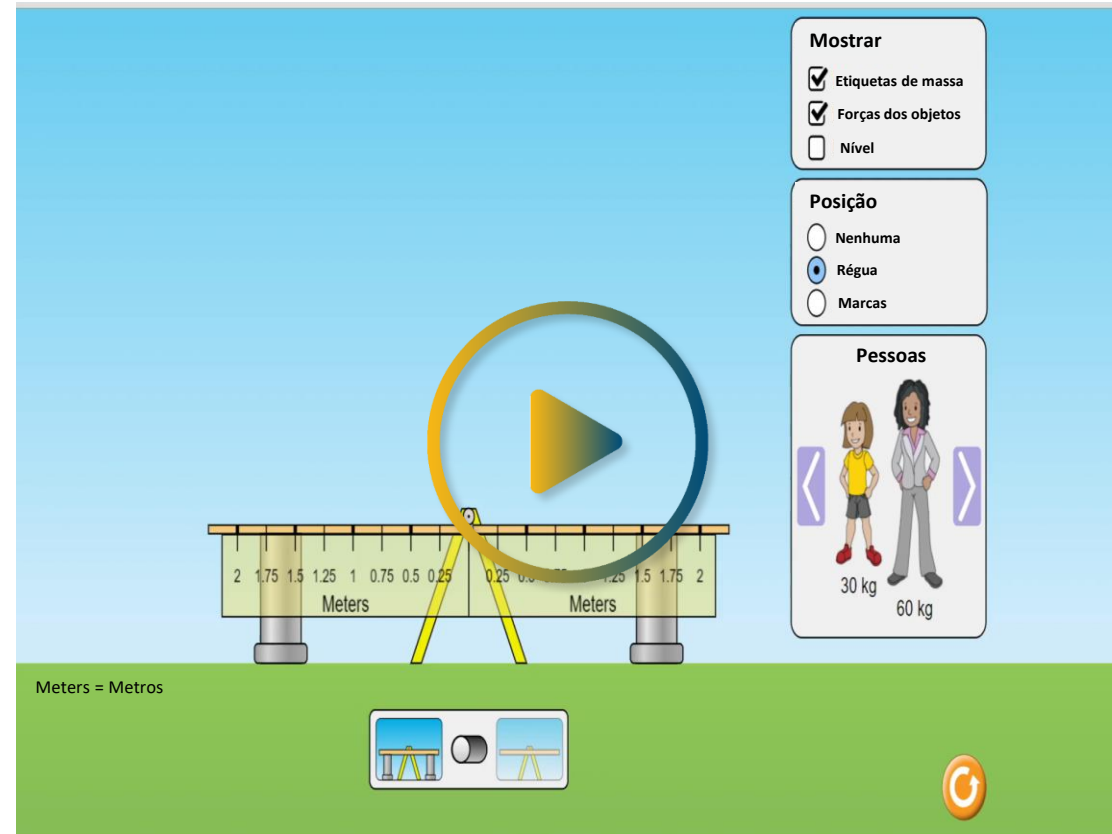 Mostrar
Etiquetas de massa
Forças dos objetos
Nível
Posição
Nenhuma
Régua
Marcas
Pessoas
30 kg
60 kg
2 1.75 1.5 1.25 1 0.75 0.5 0.25 0.25 1.25 1.5 1.75 2
Meters Meters
Meters = Metros